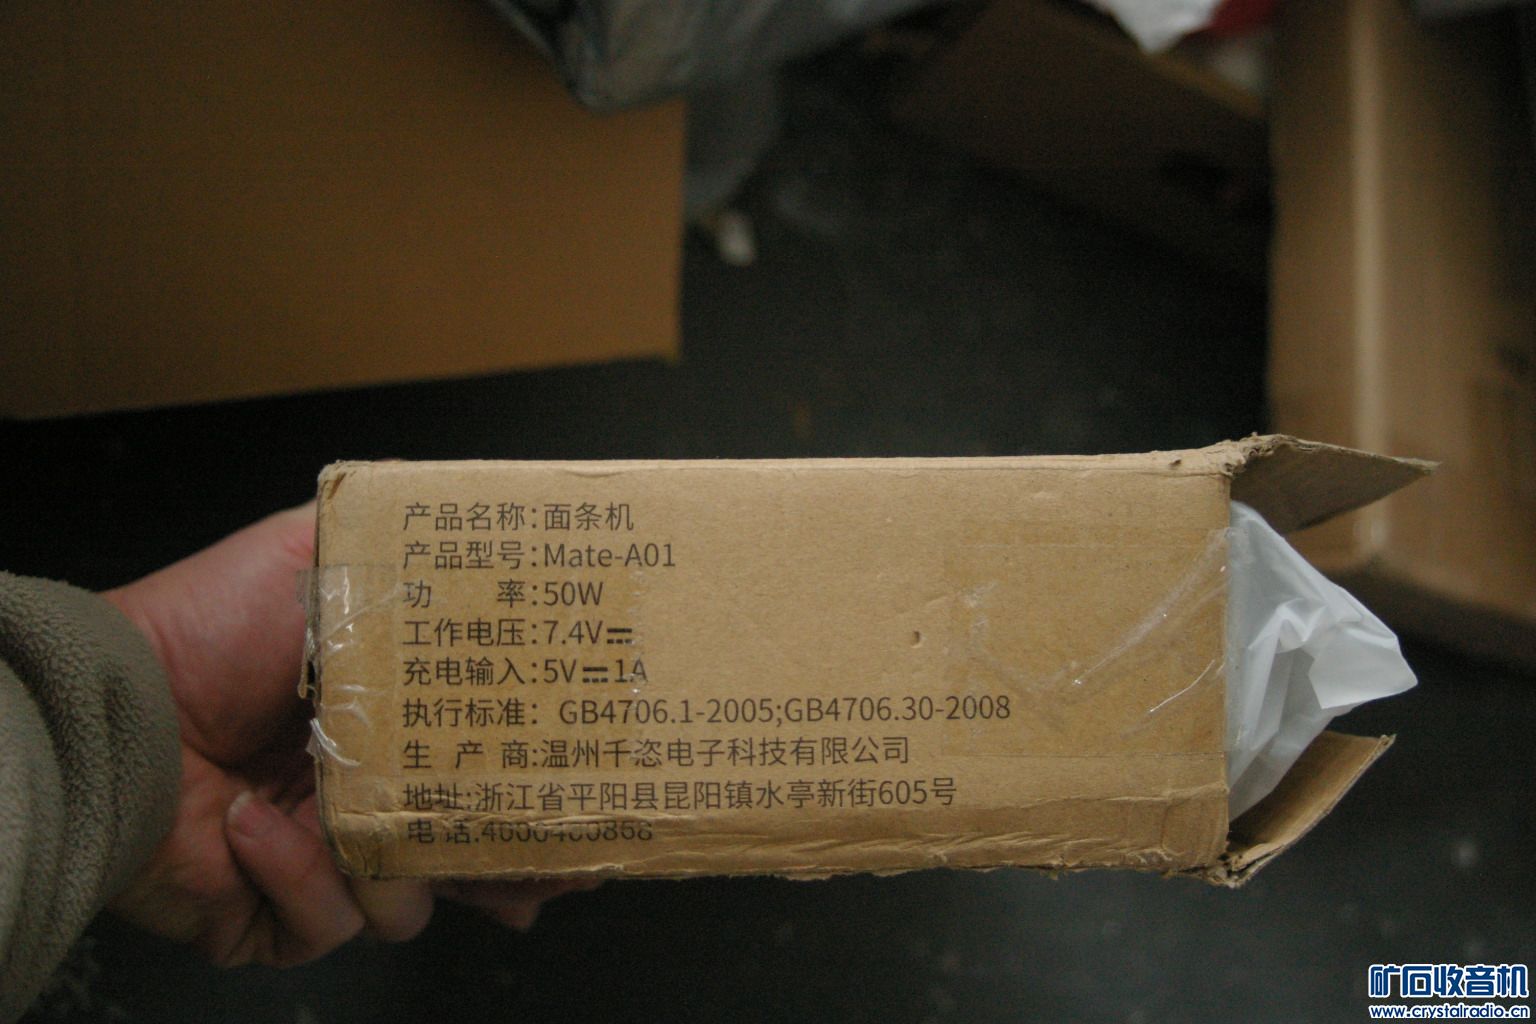 产品名称:面条机
产品型号:Mate-A01
功 率:50W
工作电压:7.4V⎓
充电输入:5V⎓1A
执行标准: GB4706.1-2005;GB4706.30-2008
生 产 商:温州千恣电子科技有限公司
地址:浙江省平阳县昆阳镇水亭新街605号
电话:
矿石收音机
www.crystalradio.cn